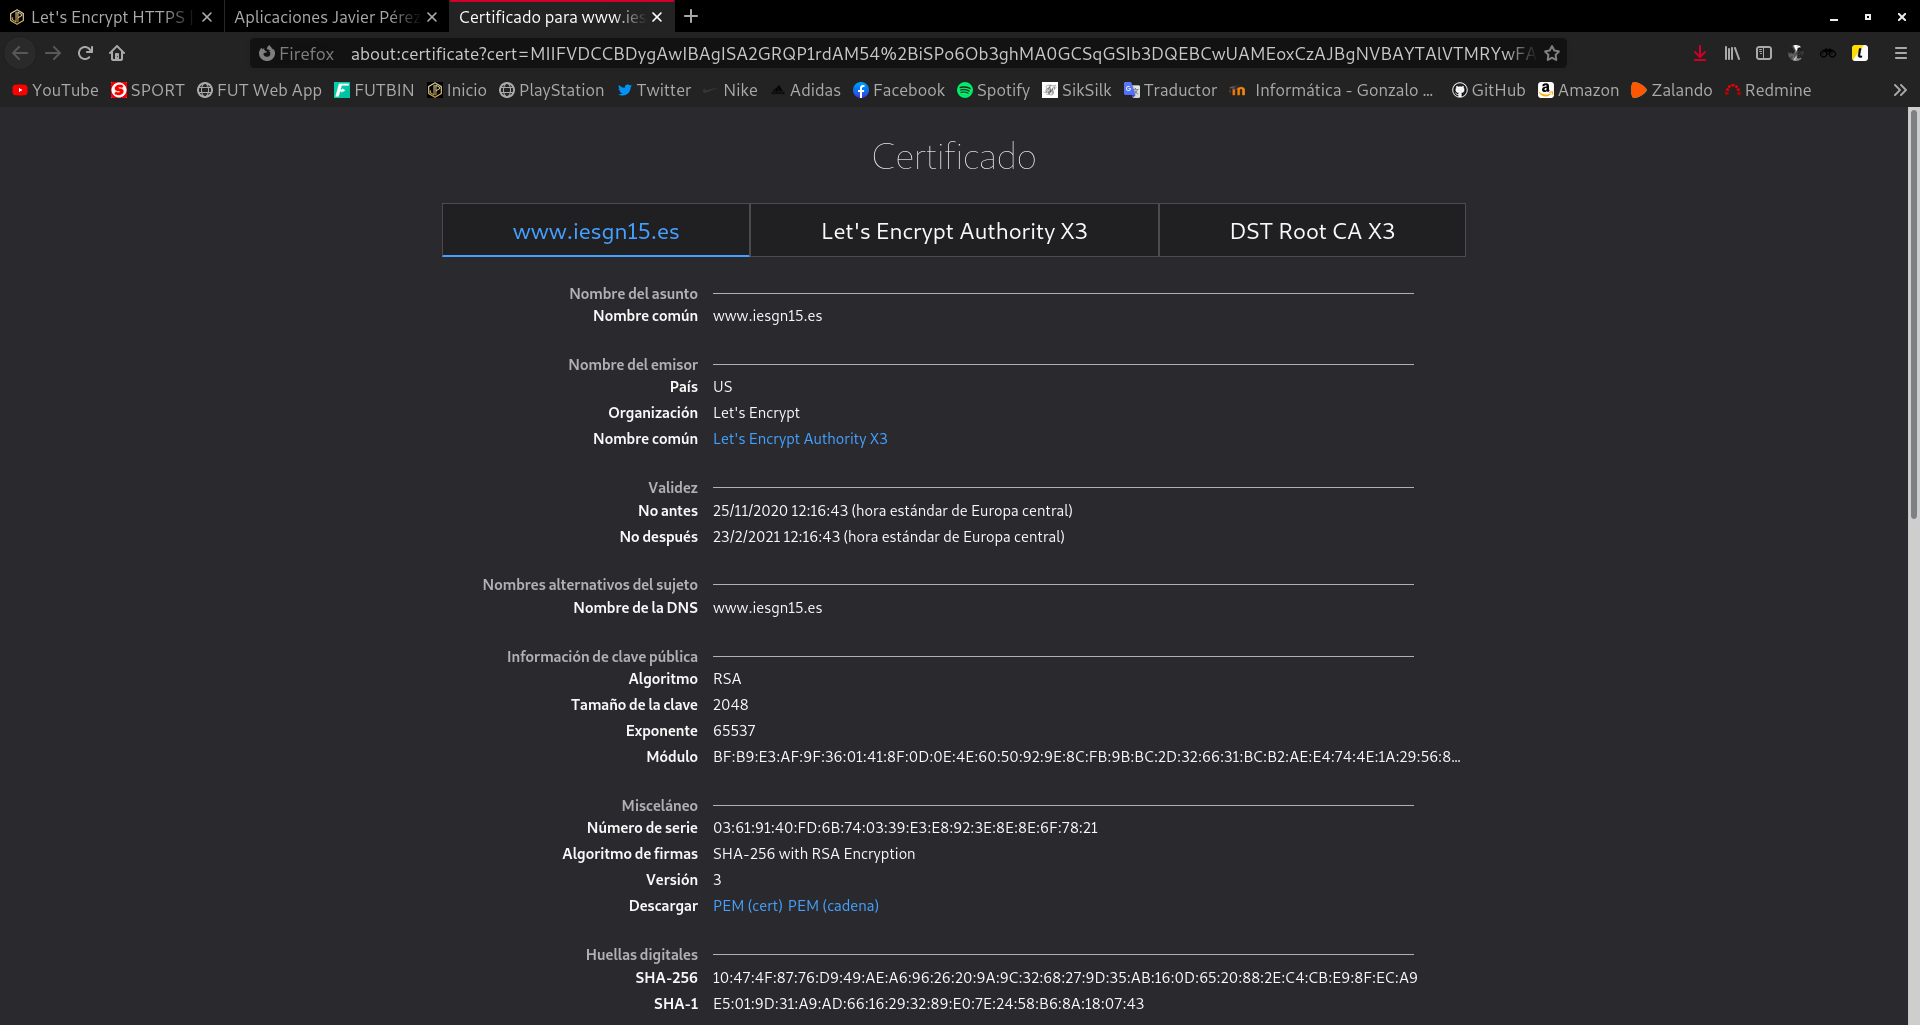 Let's Encrypt HTTPS
Aplicaciones Javier Pérez
Certificado para www.ies
Firefox about:certificate?cert=MIIFVDCCBDygAwIBAgISA2GRQP1rdAM54%2BiSPo6Ob3ghMA0GCSqGSIb3DQEBCwUAMEoxCzAJBgNVBAYTAlVTMRYwFA
YouTube SPORT FUT Web App FUTBIN Inicio PlayStation Twitter Nike Adidas Facebook Spotify SikSilk Traductor Informática - Gonzalo ... GitHub Amazon Zalando Redmine
Certificado
www.iesgn15.es Let's Encrypt Authority X3 DST Root CA X3
Nombre del asunto
Nombre común www.iesgn15.es
Nombre del emisor
País US
Organización Let's Encrypt
Nombre común Let's Encrypt Authority X3
Validez
No antes 25/11/2020 12:16:43 (hora estándar de Europa central)
No después 23/2/2021 12:16:43 (hora estándar de Europa central)
Nombres alternativos del sujeto
Nombre de la DNS www.iesgn15.es
Información de clave pública
Algoritmo RSA
Tamaño de la clave 2048
Exponente 65537
Módulo BF:B9:E3:AF:9F:36:01:41:8F:0D:0E:4E:60:50:92:9E:8C:FB:9B:BC:2D:32:66:31:BC:B2:AE:E4:74:4E:1A:29:56:8...
Misceláneo
Número de serie 03:61:91:40:FD:6B:74:03:39:E3:E8:92:3E:8E:8E:6F:78:21
Algoritmo de firmas SHA-256 with RSA Encryption
Versión 3
Descargar PEM (cert) PEM (cadena)
Huellas digitales
SHA-256 10:47:4F:87:76:D9:49:AE:A6:96:26:20:9A:9C:32:68:27:9D:35:AB:16:0D:65:20:88:2E:C4:CB:E9:8F:EC:A9
SHA-1 E5:01:9D:31:A9:AD:66:16:29:32:89:E0:7E:24:58:B6:8A:18:07:43